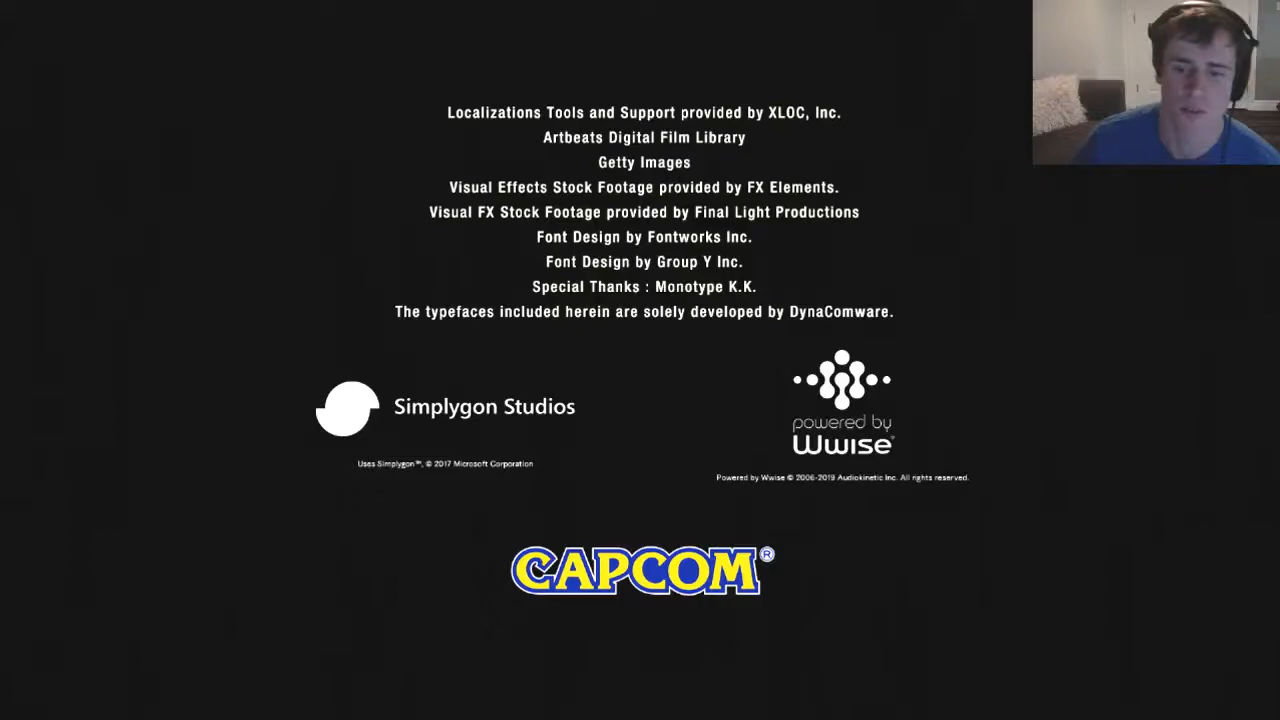 Localizations Tools and Support provided by XLOC, Inc.
Artbeats Digital Film Library
Getty Images
Visual Effects Stock Footage provided by FX Elements.
Visual FX Stock Footage provided by Final Light Productions
Font Design by Fontworks Inc.
Font Design by Group Y Inc.
Special Thanks : Monotype K.K.
The typefaces included herein are solely developed by DynaComware.
Simplygon Studios
Uses Simplygon™, © 2017 Microsoft Corporation
powered by
Wwise®
Powered by Wwise © 2006-2019 Audiokinetic Inc. All rights reserved.
CAPCOM®